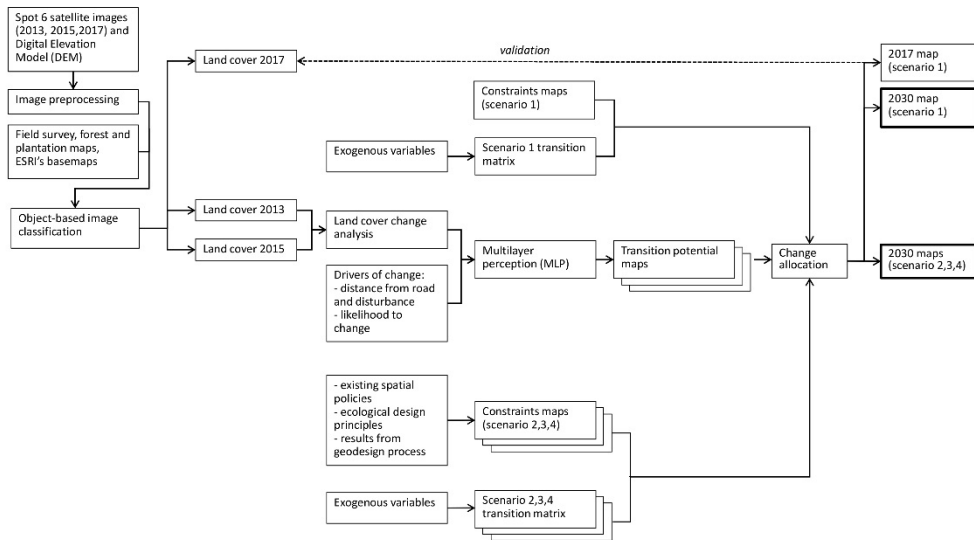 Spot 6 satellite images
(2013, 2015,2017) and
Digital Elevation
Model (DEM)
Image preprocessing
Field survey, forest and
plantation maps,
ESRI's basemaps
Object-based image
classification
Land cover 2017
Land cover 2013
Land cover 2015
validation
Constraints maps
(scenario 1)
Exogenous variables
Scenario 1 transition
matrix
Land cover change
analysis
Drivers of change:
- distance from road
and disturbance
- likelihood to
change
Multilayer
perception (MLP)
Transition potential
maps
Change
allocation
- existing spatial
policies
- ecological design
principles
- results from
geodesign process
Constraints maps
(scenario 2,3,4)
Exogenous variables
Scenario 2,3,4
transition matrix
2017 map
(scenario 1)
2030 map
(scenario 1)
2030 maps
(scenario 2,3,4)